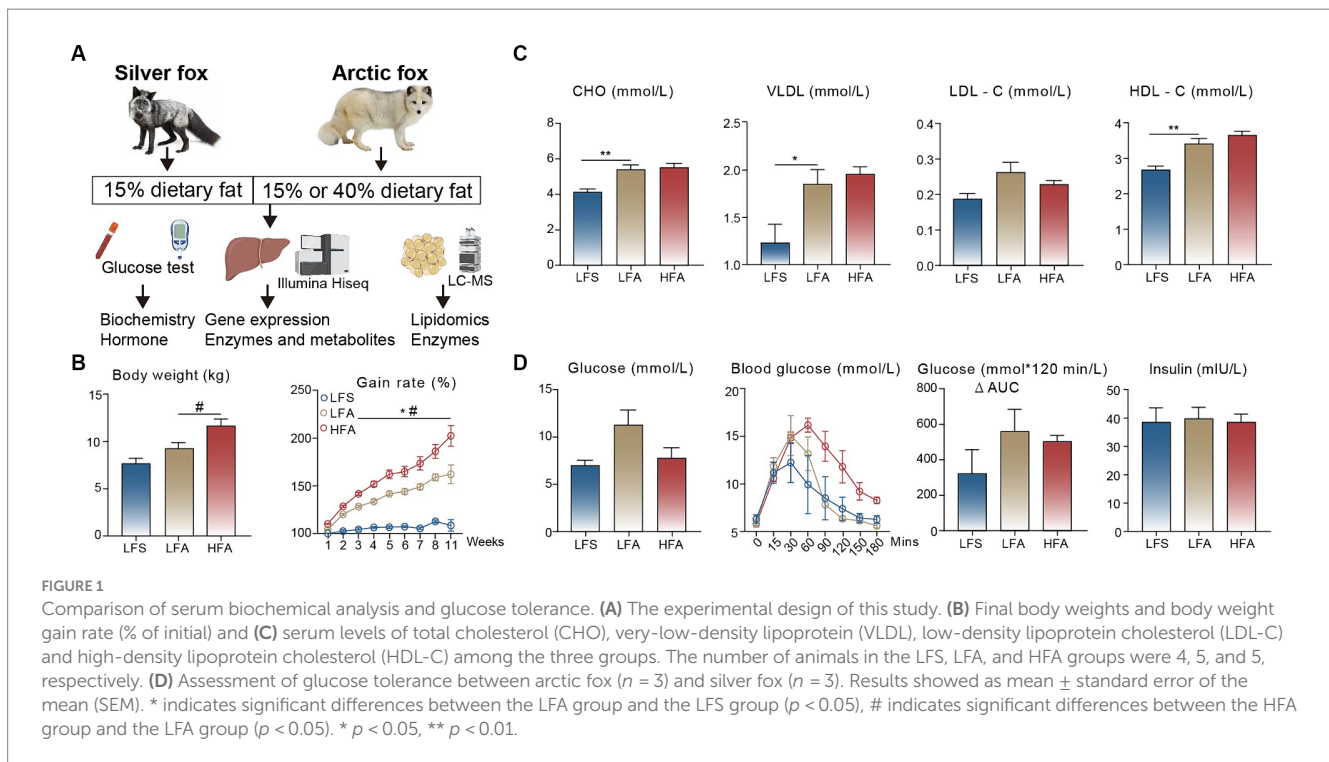 A
Silver fox
Arctic fox
15% dietary fat
15% or 40% dietary fat
Glucose test
Illumina Hiseq
LC-MS
Biochemistry
Hormone
Gene expression
Enzymes and metabolites
Lipidomics
Enzymes
C
CHO (mmol/L)
8
6
4
2
0
**
LFS LFA HFA
VLDL (mmol/L)
2.5
2.0
1.5
1.0
*
LFS LFA HFA
LDL - C (mmol/L)
0.4
0.3
0.2
0.1
0.0
LFS LFA HFA
HDL - C (mmol/L)
4
3
2
1
0
**
LFS LFA HFA
B
Body weight (kg)
15
10
5
0
#
LFS LFA HFA
Gain rate (%)
250
200
150
100
LFS
LFA
HFA
* #
1 2 3 4 5 6 7 8 11 Weeks
D
Glucose (mmol/L)
15
10
5
0
LFS LFA HFA
Blood glucose (mmol/L)
20
15
10
5
0 15 30 60 90 120 150 180 Mins
Glucose (mmol*120 min/L)
Δ AUC
800
600
400
200
0
LFS LFA HFA
Insulin (mIU/L)
50
40
30
20
10
0
LFS LFA HFA
FIGURE 1
Comparison of serum biochemical analysis and glucose tolerance. (A) The experimental design of this study. (B) Final body weights and body weight
gain rate (% of initial) and (C) serum levels of total cholesterol (CHO), very-low-density lipoprotein (VLDL), low-density lipoprotein cholesterol (LDL-C)
and high-density lipoprotein cholesterol (HDL-C) among the three groups. The number of animals in the LFS, LFA, and HFA groups were 4, 5, and 5,
respectively. (D) Assessment of glucose tolerance between arctic fox (n = 3) and silver fox (n = 3). Results showed as mean ± standard error of the
mean (SEM). * indicates significant differences between the LFA group and the LFS group (p < 0.05), # indicates significant differences between the HFA
group and the LFA group (p < 0.05). * p < 0.05, ** p < 0.01.